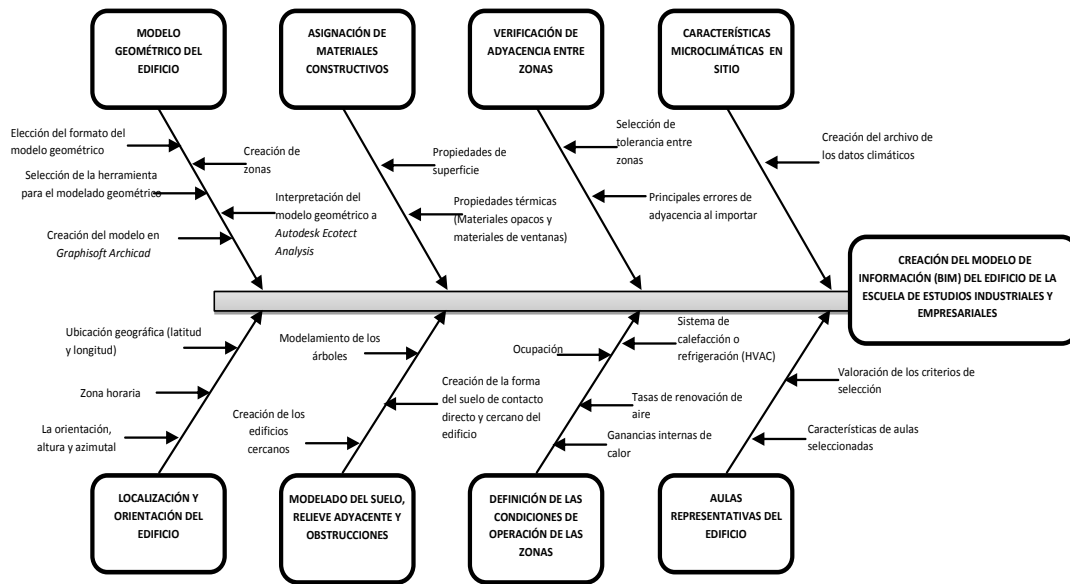 MODELO
GEOMÉTRICO DEL
EDIFICIO
ASIGNACIÓN DE
MATERIALES
CONSTRUCTIVOS
VERIFICACIÓN DE
ADYACENCIA ENTRE
ZONAS
CARACTERÍSTICAS
MICROCLIMÁTICAS EN
SITIO
Elección del formato del
modelo geométrico
Creación de
zonas
Selección de la herramienta
para el modelado geométrico
Interpretación del
modelo geométrico a
Autodesk Ecotect
Analysis
Creación del modelo en
Graphisoft Archicad
Propiedades de
superficie
Propiedades térmicas
(Materiales opacos y
materiales de ventanas)
Selección de
tolerancia entre
zonas
Principales errores de
adyacencia al importar
Creación del archivo de
los datos climáticos
CREACIÓN DEL MODELO DE
INFORMACIÓN (BIM) DEL EDIFICIO DE LA
ESCUELA DE ESTUDIOS INDUSTRIALES Y
EMPRESARIALES
Ubicación geográfica (latitud
y longitud)
Zona horaria
La orientación,
altura y azimutal
Modelamiento de los
árboles
Creación de la forma
del suelo de contacto
directo y cercano del
edificio
Creación de los
edificios
cercanos
Sistema de
calefacción o
refrigeración (HVAC)
Ocupación
Tasas de renovación de
aire
Ganancias internas de
calor
Valoración de los criterios de
selección
Características de aulas
seleccionadas
LOCALIZACIÓN Y
ORIENTACIÓN DEL
EDIFICIO
MODELADO DEL SUELO,
RELIEVE ADYACENTE Y
OBSTRUCCIONES
DEFINICIÓN DE LAS
CONDICIONES DE
OPERACIÓN DE LAS
ZONAS
AULAS
REPRESENTATIVAS DEL
EDIFICIO